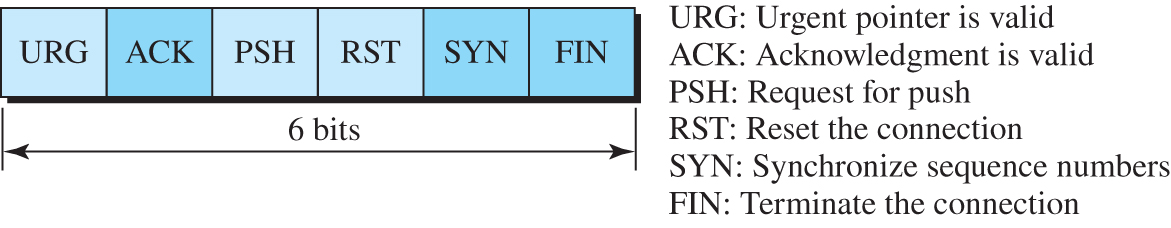 URG ACK PSH RST SYN FIN
6 bits
URG: Urgent pointer is valid
ACK: Acknowledgment is valid
PSH: Request for push
RST: Reset the connection
SYN: Synchronize sequence numbers
FIN: Terminate the connection